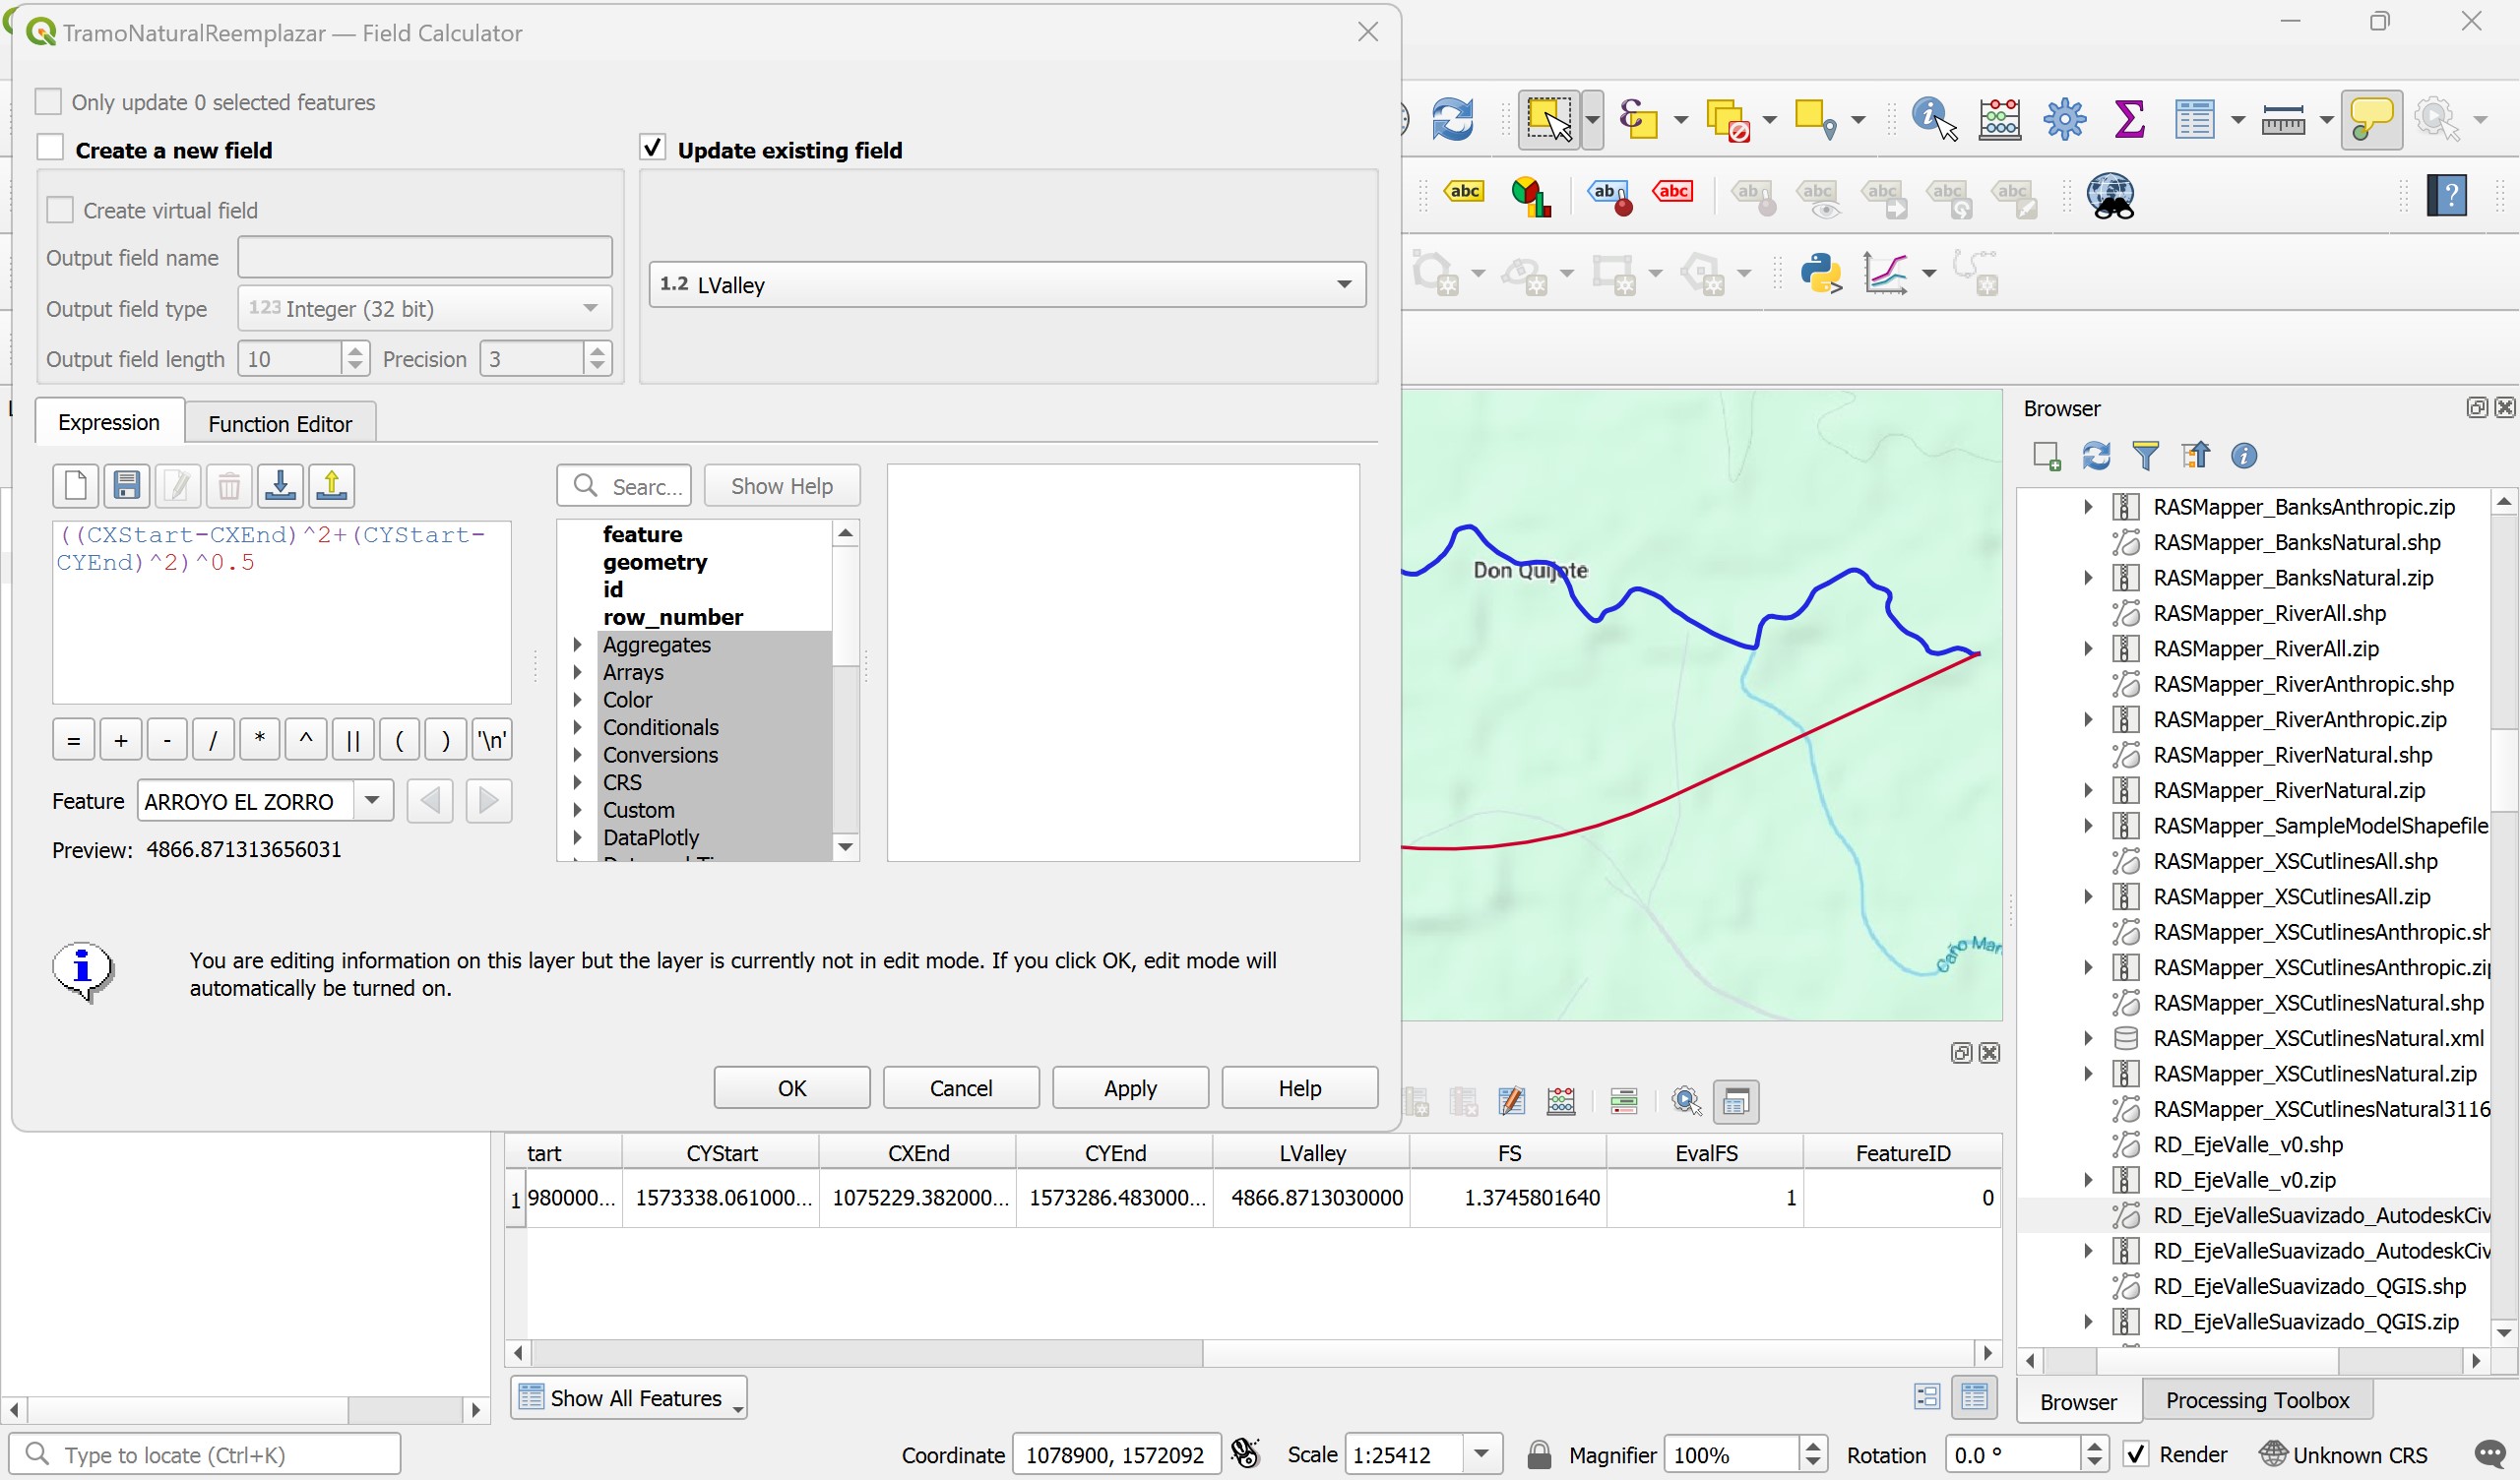 TramoNaturalReemplazar — Field Calculator
Only update 0 selected features
Create a new field
Update existing field
Create virtual field
Output field name
1.2 LValley
Output field type
123 Integer (32 bit)
Output field length
10
Precision
3
Expression
Function Editor
Searc...
Show Help
((CXStart-CXEnd)^2+(CYStart-
CYEnd)^2)^0.5
feature
geometry
id
row_number
Aggregates
Arrays
Color
Conditionals
Conversions
CRS
Custom
DataPlotly
= + - / * ^ || ( ) '\n'
Feature
ARROYO EL ZORRO
Preview: 4866.871313656031
You are editing information on this layer but the layer is currently not in edit mode. If you click OK, edit mode will
automatically be turned on.
OK
Cancel
Apply
Help
abc
ab
abc
ab
abc
abc
abc
abc
Don Quijote
Caño Mar
Browser
RASMapper_BanksAnthropic.zip
RASMapper_BanksNatural.shp
RASMapper_BanksNatural.zip
RASMapper_RiverAll.shp
RASMapper_RiverAll.zip
RASMapper_RiverAnthropic.shp
RASMapper_RiverAnthropic.zip
RASMapper_RiverNatural.shp
RASMapper_RiverNatural.zip
RASMapper_SampleModelShapefile
RASMapper_XSCutlinesAll.shp
RASMapper_XSCutlinesAll.zip
RASMapper_XSCutlinesAnthropic.sh
RASMapper_XSCutlinesAnthropic.zi
RASMapper_XSCutlinesNatural.shp
RASMapper_XSCutlinesNatural.xml
RASMapper_XSCutlinesNatural.zip
RASMapper_XSCutlinesNatural3116
RD_EjeValle_v0.shp
RD_EjeValle_v0.zip
RD_EjeValleSuavizado_AutodeskCiv
RD_EjeValleSuavizado_AutodeskCiv
RD_EjeValleSuavizado_QGIS.shp
RD_EjeValleSuavizado_QGIS.zip
tart CYStart CXEnd CYEnd LValley FS EvalFS FeatureID
1 980000... 1573338.061000... 1075229.382000... 1573286.483000... 4866.8713030000 1.3745801640 1 0
Show All Features
Browser
Processing Toolbox
Type to locate (Ctrl+K)
Coordinate
1078900, 1572092
Scale
1:25412
Magnifier
100%
Rotation
0.0 °
Render
Unknown CRS